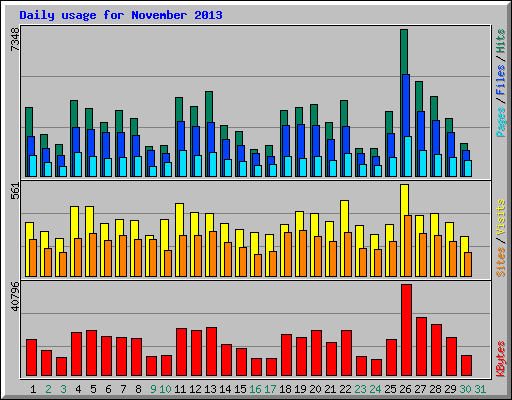 Daily usage for November 2013
7348
Pages / Files / Hits
561
Sites / Visits
40796
KBytes
1 2 3 4 5 6 7 8 9 10 11 12 13 14 15 16 17 18 19 20 21 22 23 24 25 26 27 28 29 30 31